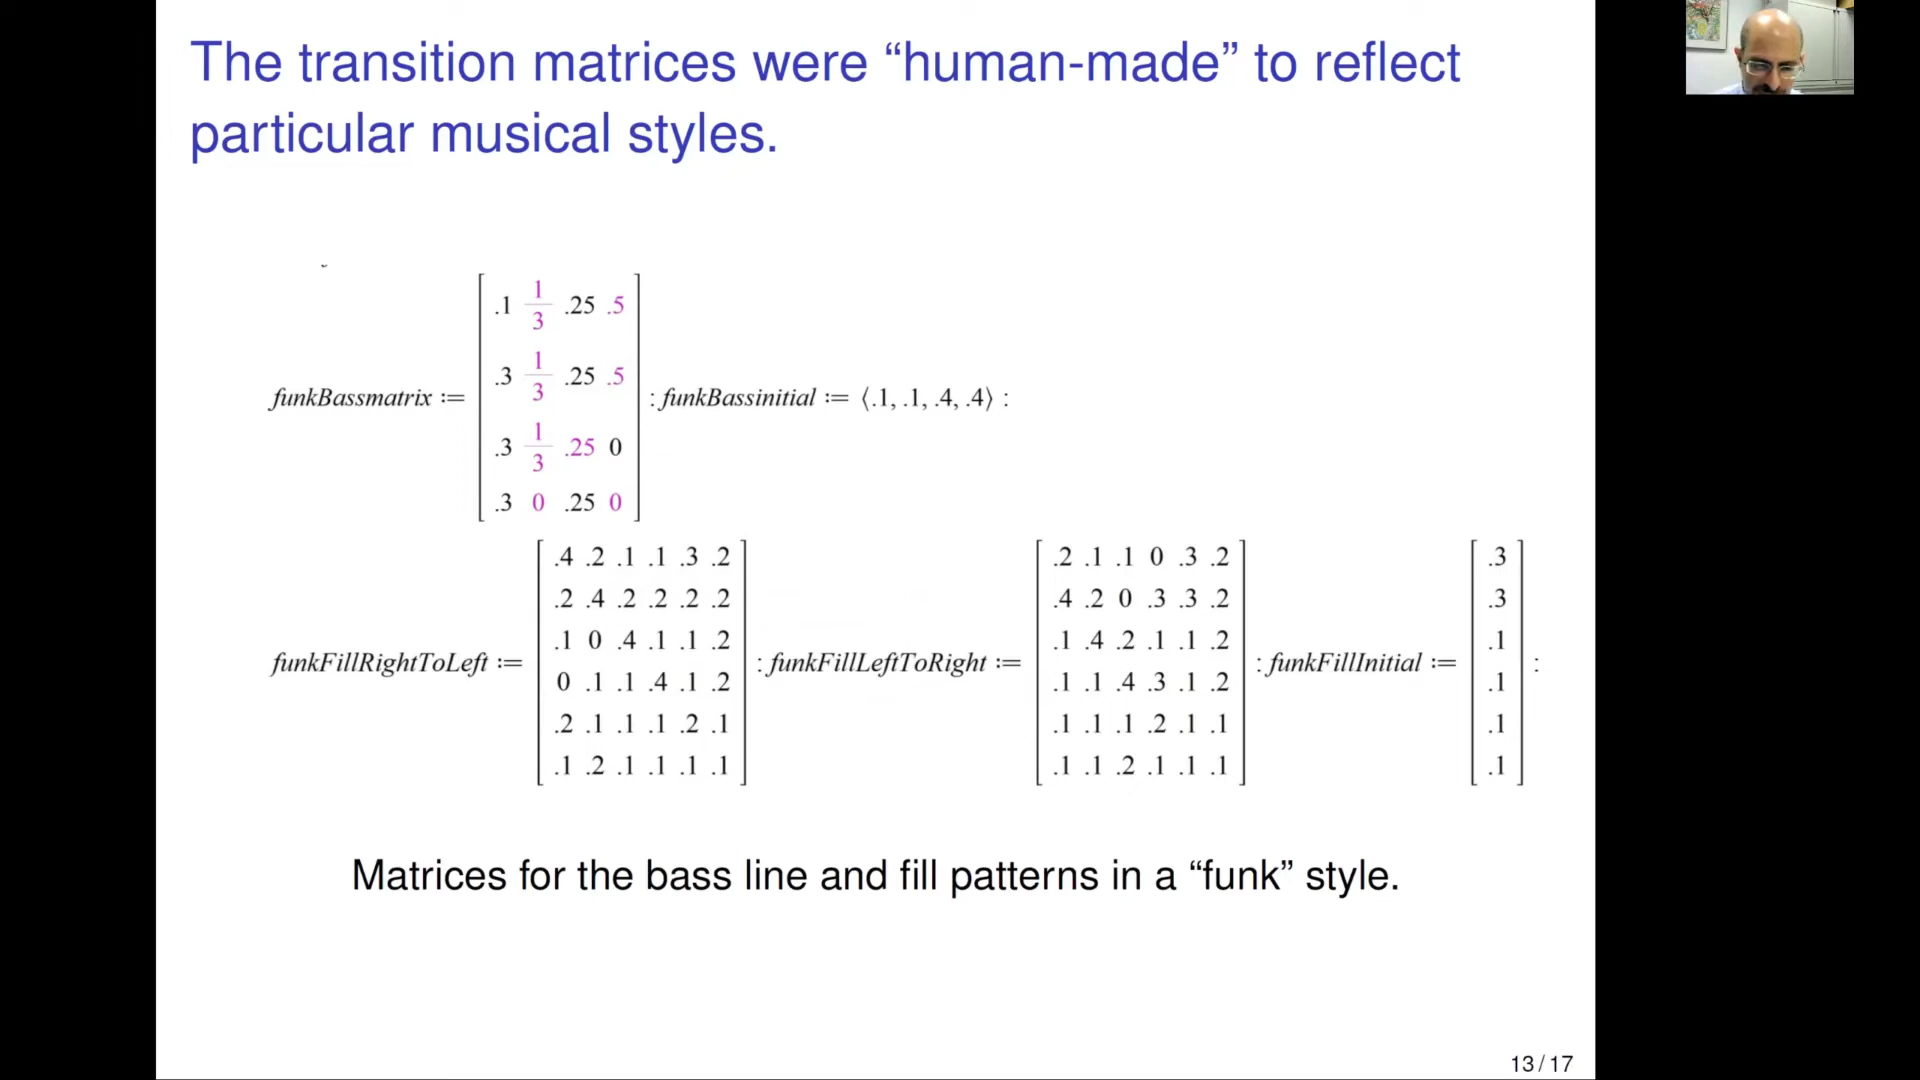 The transition matrices were “human-made” to reflect
particular musical styles.
funkBassmatrix := [ .1 1/3 .25 .5
.3 1/3 .25 .5
.3 1/3 .25 0
.3 0 .25 0 ] : funkBassinitial := ⟨.1, .1, .4, .4⟩ :
funkFillRightToLeft := [ .4 .2 .1 .1 .3 .2
.2 .4 .2 .2 .2 .2
.1 0 .4 .1 .1 .2
0 .1 .1 .4 .1 .2
.2 .1 .1 .1 .2 .1
.1 .2 .1 .1 .1 .1 ] : funkFillLeftToRight := [ .2 .1 .1 0 .3 .2
.4 .2 0 .3 .3 .2
.1 .4 .2 .1 .1 .2
.1 .1 .4 .3 .1 .2
.1 .1 .1 .2 .1 .1
.1 .1 .2 .1 .1 .1 ] : funkFillInitial := [ .3
.3
.1
.1
.1
.1 ] :
Matrices for the bass line and fill patterns in a “funk” style.
13 / 17